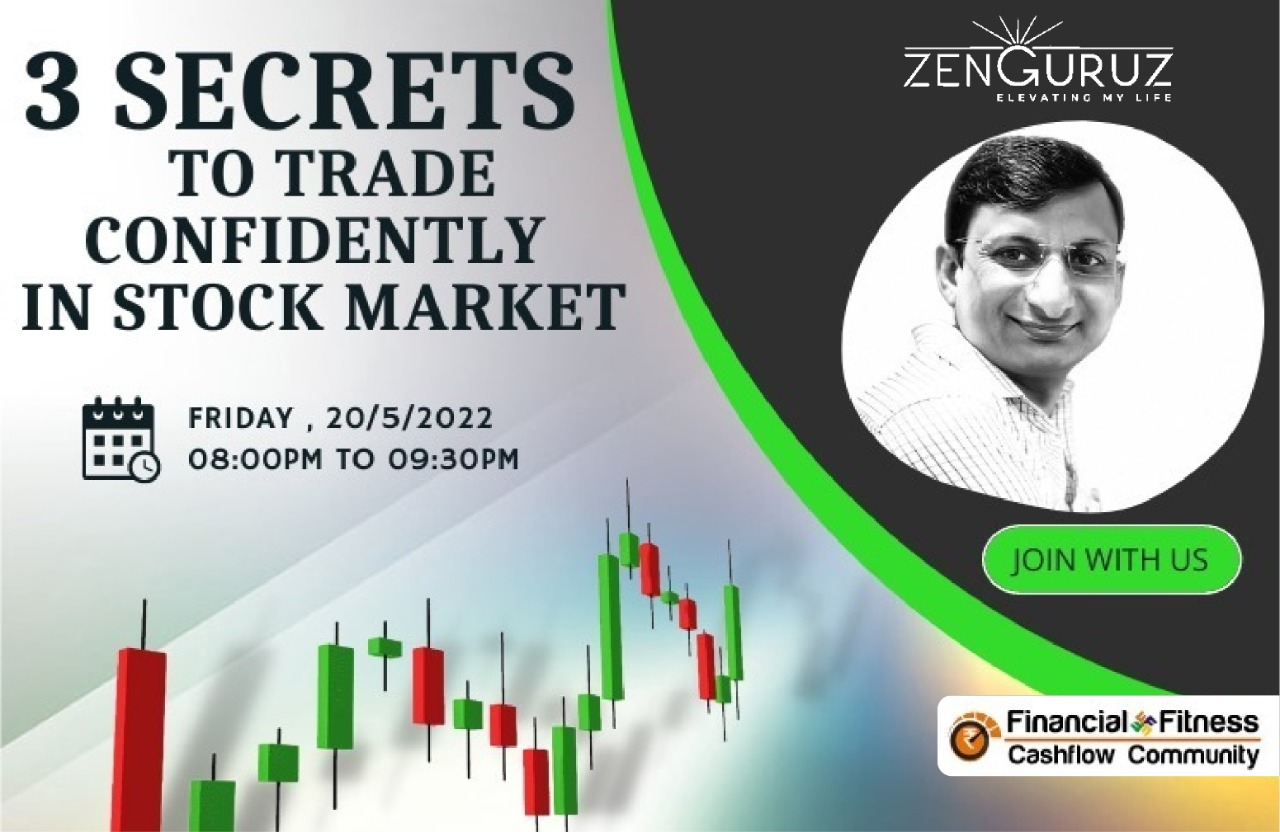 3 SECRETS
TO TRADE
CONFIDENTLY
IN STOCK MARKET
FRIDAY , 20/5/2022
08:00PM TO 09:30PM
ZENGURUZ
ELEVATING MY LIFE
JOIN WITH US
Financial Fitness
Cashflow Community